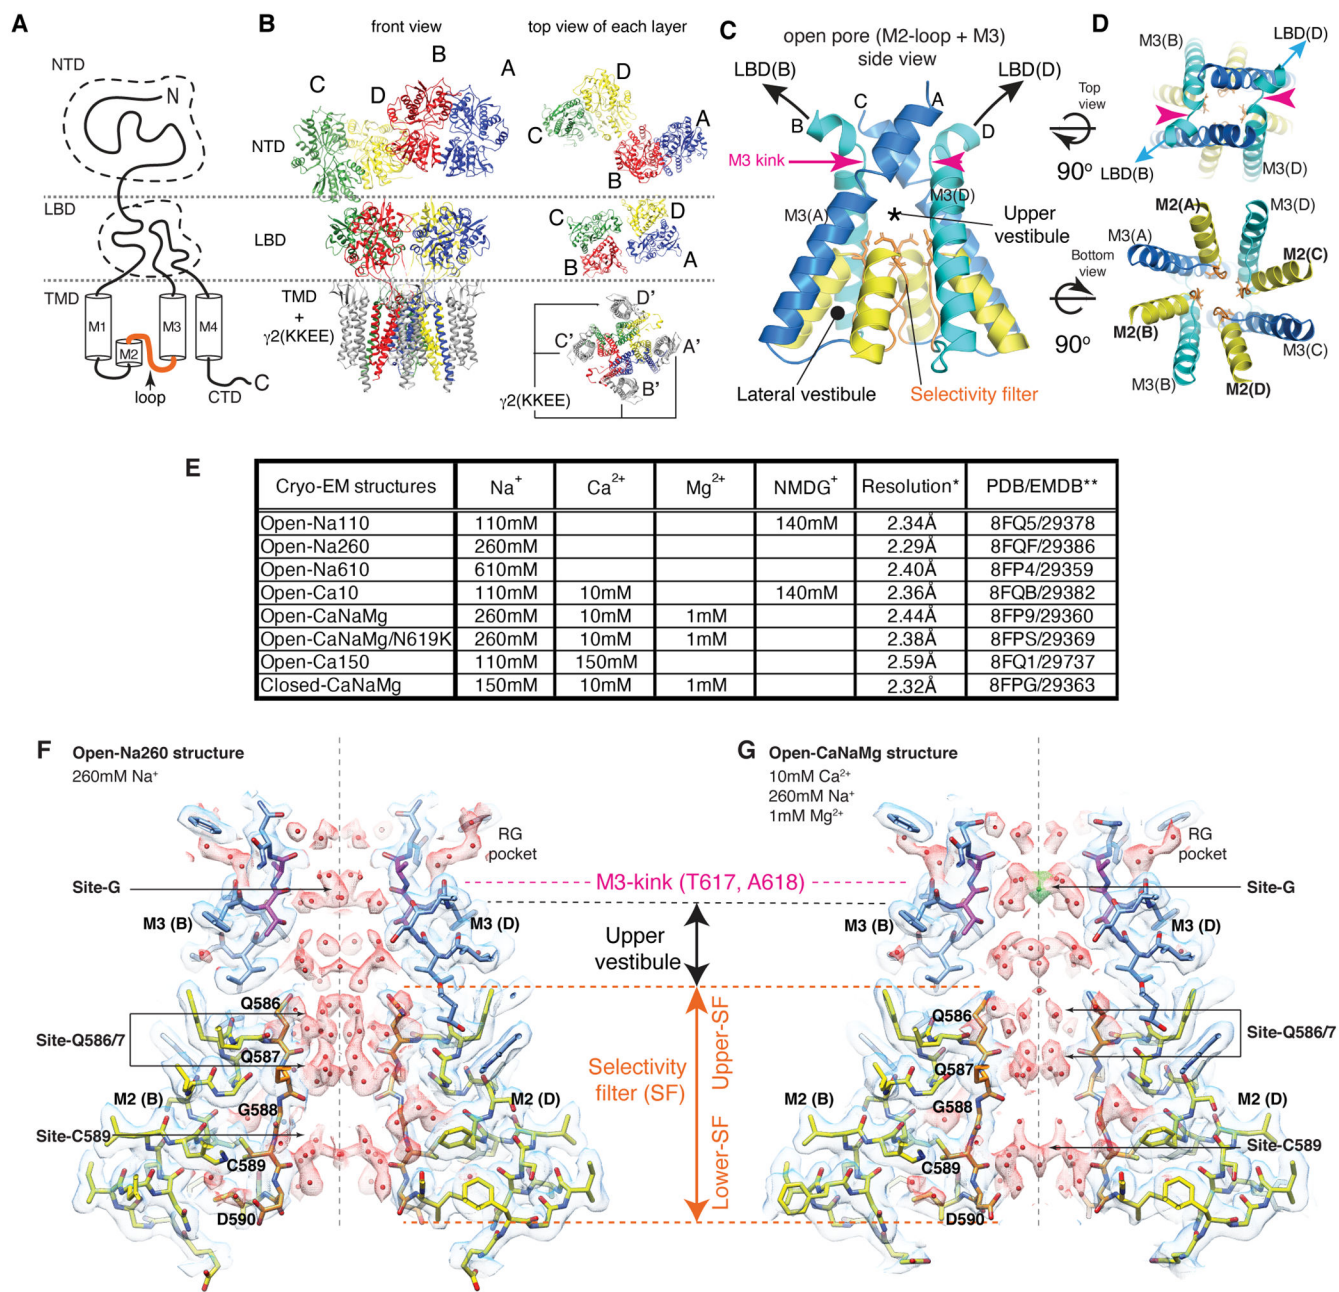 A
NTD
N
LBD
TMD
M1
M2
M3
M4
loop
CTD
C
B
front view
top view of each layer
B
A
C
D
NTD
LBD
TMD
+
γ2(KKEE)
D
C
A
B
D
C
B
A
D'
C'
A'
B'
γ2(KKEE)
C
open pore (M2-loop + M3)
side view
LBD(B)
LBD(D)
C
A
B
D
M3 kink
M3(A)
M3(D)
*
Upper
vestibule
Lateral vestibule
Selectivity filter
D
Top
view
90º
M3(B)
LBD(D)
LBD(B)
M3(D)
Bottom
view
90º
M2(A)
M3(D)
M3(A)
M2(C)
M2(B)
M3(C)
M3(B)
M2(D)
E
Cryo-EM structures Na+ Ca2+ Mg2+ NMDG+ Resolution* PDB/EMDB**
Open-Na110 110mM 140mM 2.34Å 8FQ5/29378
Open-Na260 260mM 2.29Å 8FQF/29386
Open-Na610 610mM 2.40Å 8FP4/29359
Open-Ca10 110mM 10mM 140mM 2.36Å 8FQB/29382
Open-CaNaMg 260mM 10mM 1mM 2.44Å 8FP9/29360
Open-CaNaMg/N619K 260mM 10mM 1mM 2.38Å 8FPS/29369
Open-Ca150 110mM 150mM 2.59Å 8FQ1/29737
Closed-CaNaMg 150mM 10mM 1mM 2.32Å 8FPG/29363
F
Open-Na260 structure
260mM Na+
RG
pocket
Site-G
M3 (B)
M3 (D)
Q586
Site-Q586/7
Q587
M2 (B)
G588
M2 (D)
Site-C589
C589
D590
M3-kink (T617, A618)
Upper
vestibule
Selectivity
filter (SF)
Upper-SF
Lower-SF
G
Open-CaNaMg structure
10mM Ca2+
260mM Na+
1mM Mg2+
RG
pocket
Site-G
M3 (B)
M3 (D)
Q586
Site-Q586/7
Q587
M2 (B)
G588
M2 (D)
Site-C589
C589
D590